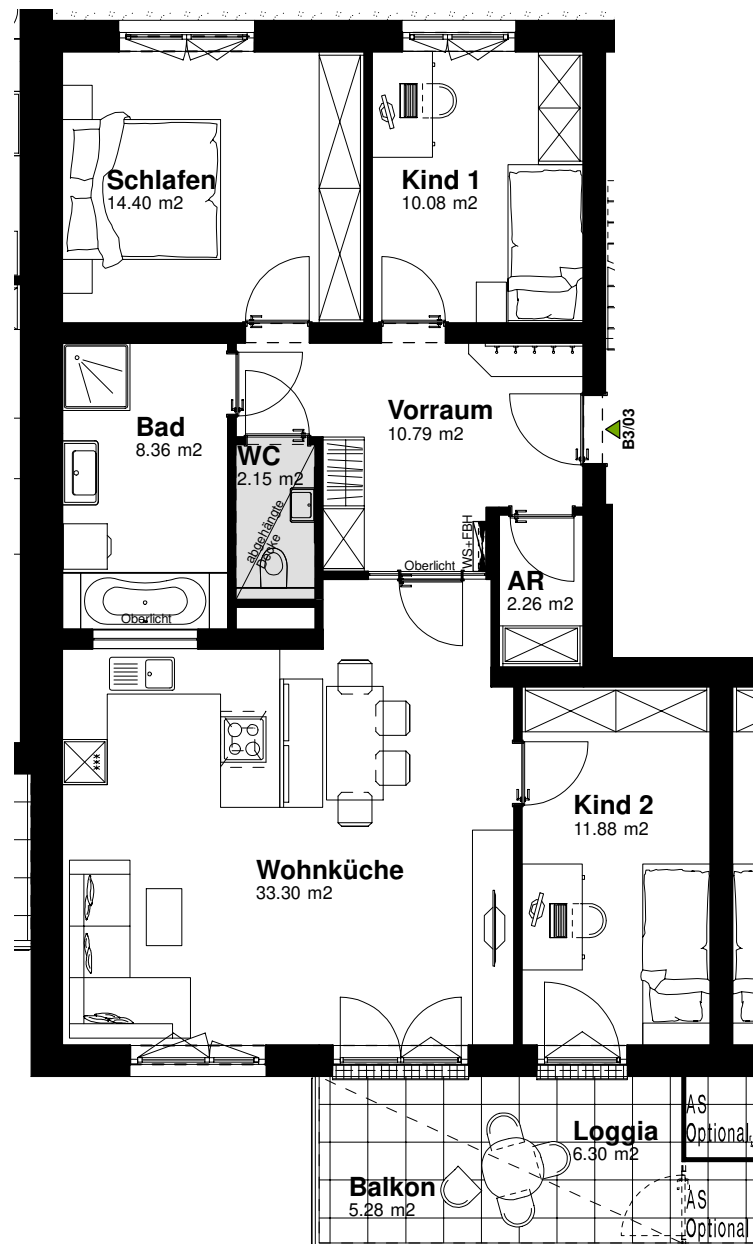 Schlafen
14.40 m2
Kind 1
10.08 m2
Bad
8.36 m2
Vorraum
10.79 m2
B3/03
WC
2.15 m2
abgehängte
Decke
WS+FBH
Oberlicht
AR
2.26 m2
Oberlicht
Kind 2
11.88 m2
Wohnküche
33.30 m2
AS
Optional
Loggia
6.30 m2
Balkon
5.28 m2
AS
Optional